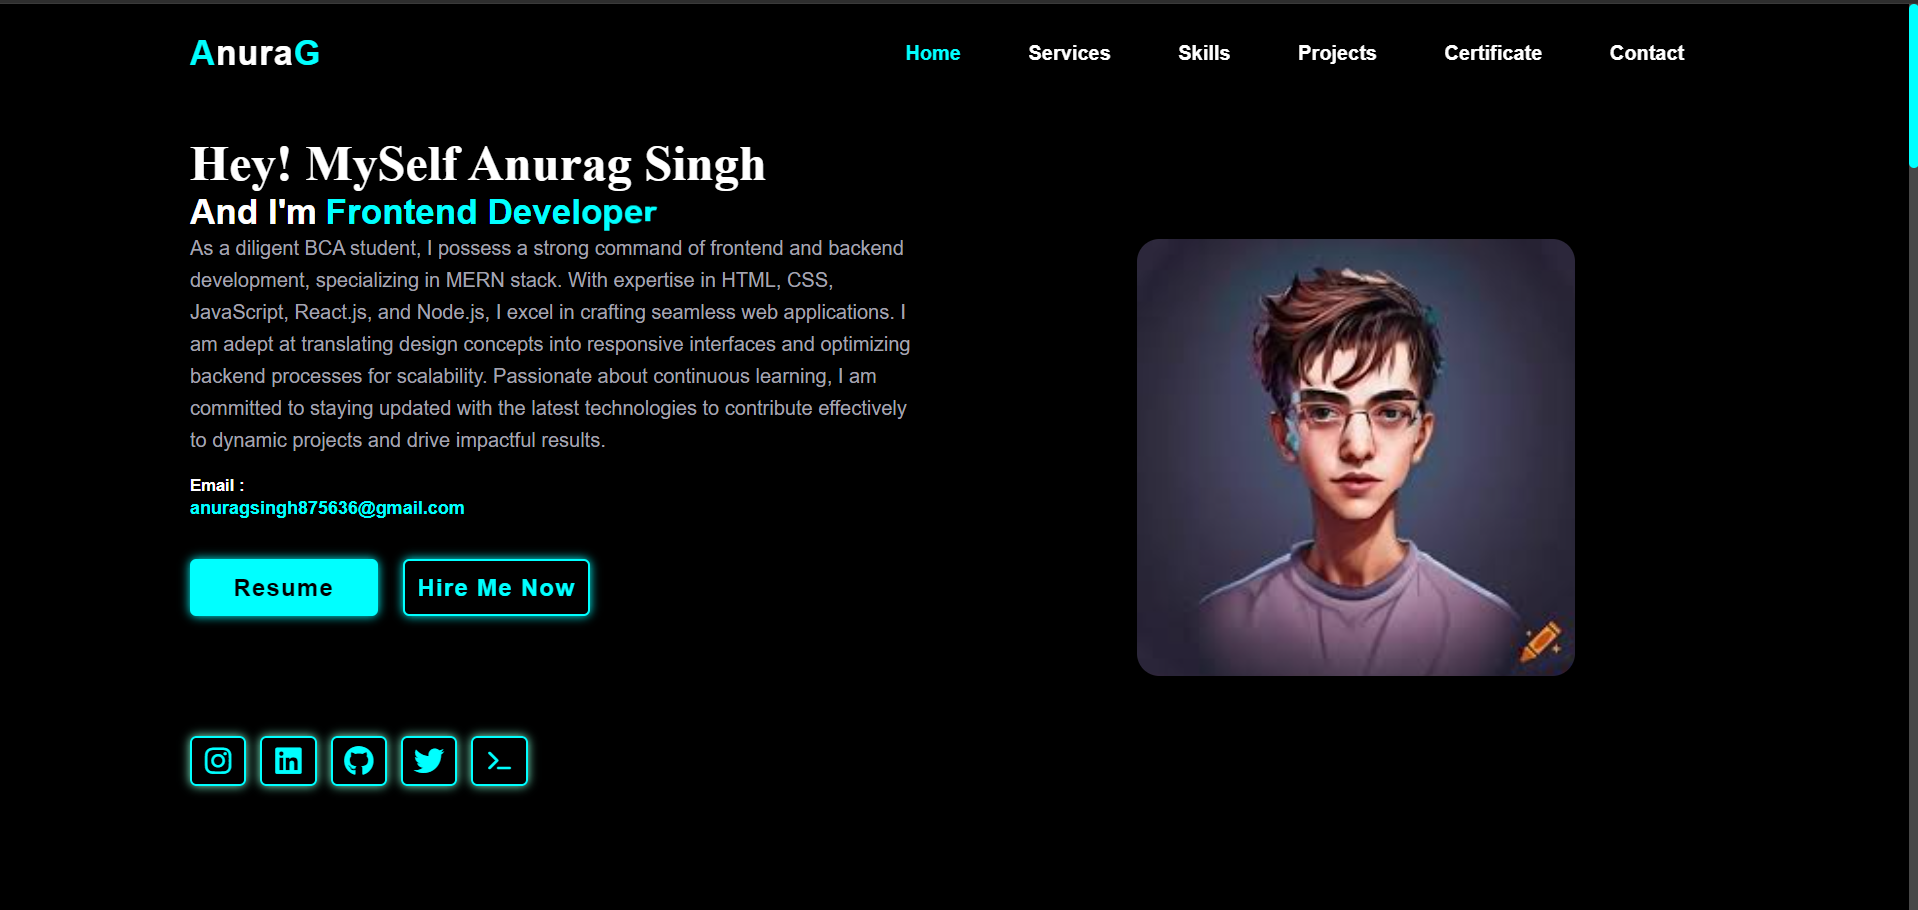 AnuraG
Home Services Skills Projects Certificate Contact
Hey! MySelf Anurag Singh
And I'm Frontend Developer
As a diligent BCA student, I possess a strong command of frontend and backend
development, specializing in MERN stack. With expertise in HTML, CSS,
JavaScript, React.js, and Node.js, I excel in crafting seamless web applications. I
am adept at translating design concepts into responsive interfaces and optimizing
backend processes for scalability. Passionate about continuous learning, I am
committed to staying updated with the latest technologies to contribute effectively
to dynamic projects and drive impactful results.
Email :
anuragsingh875636@gmail.com
Resume Hire Me Now